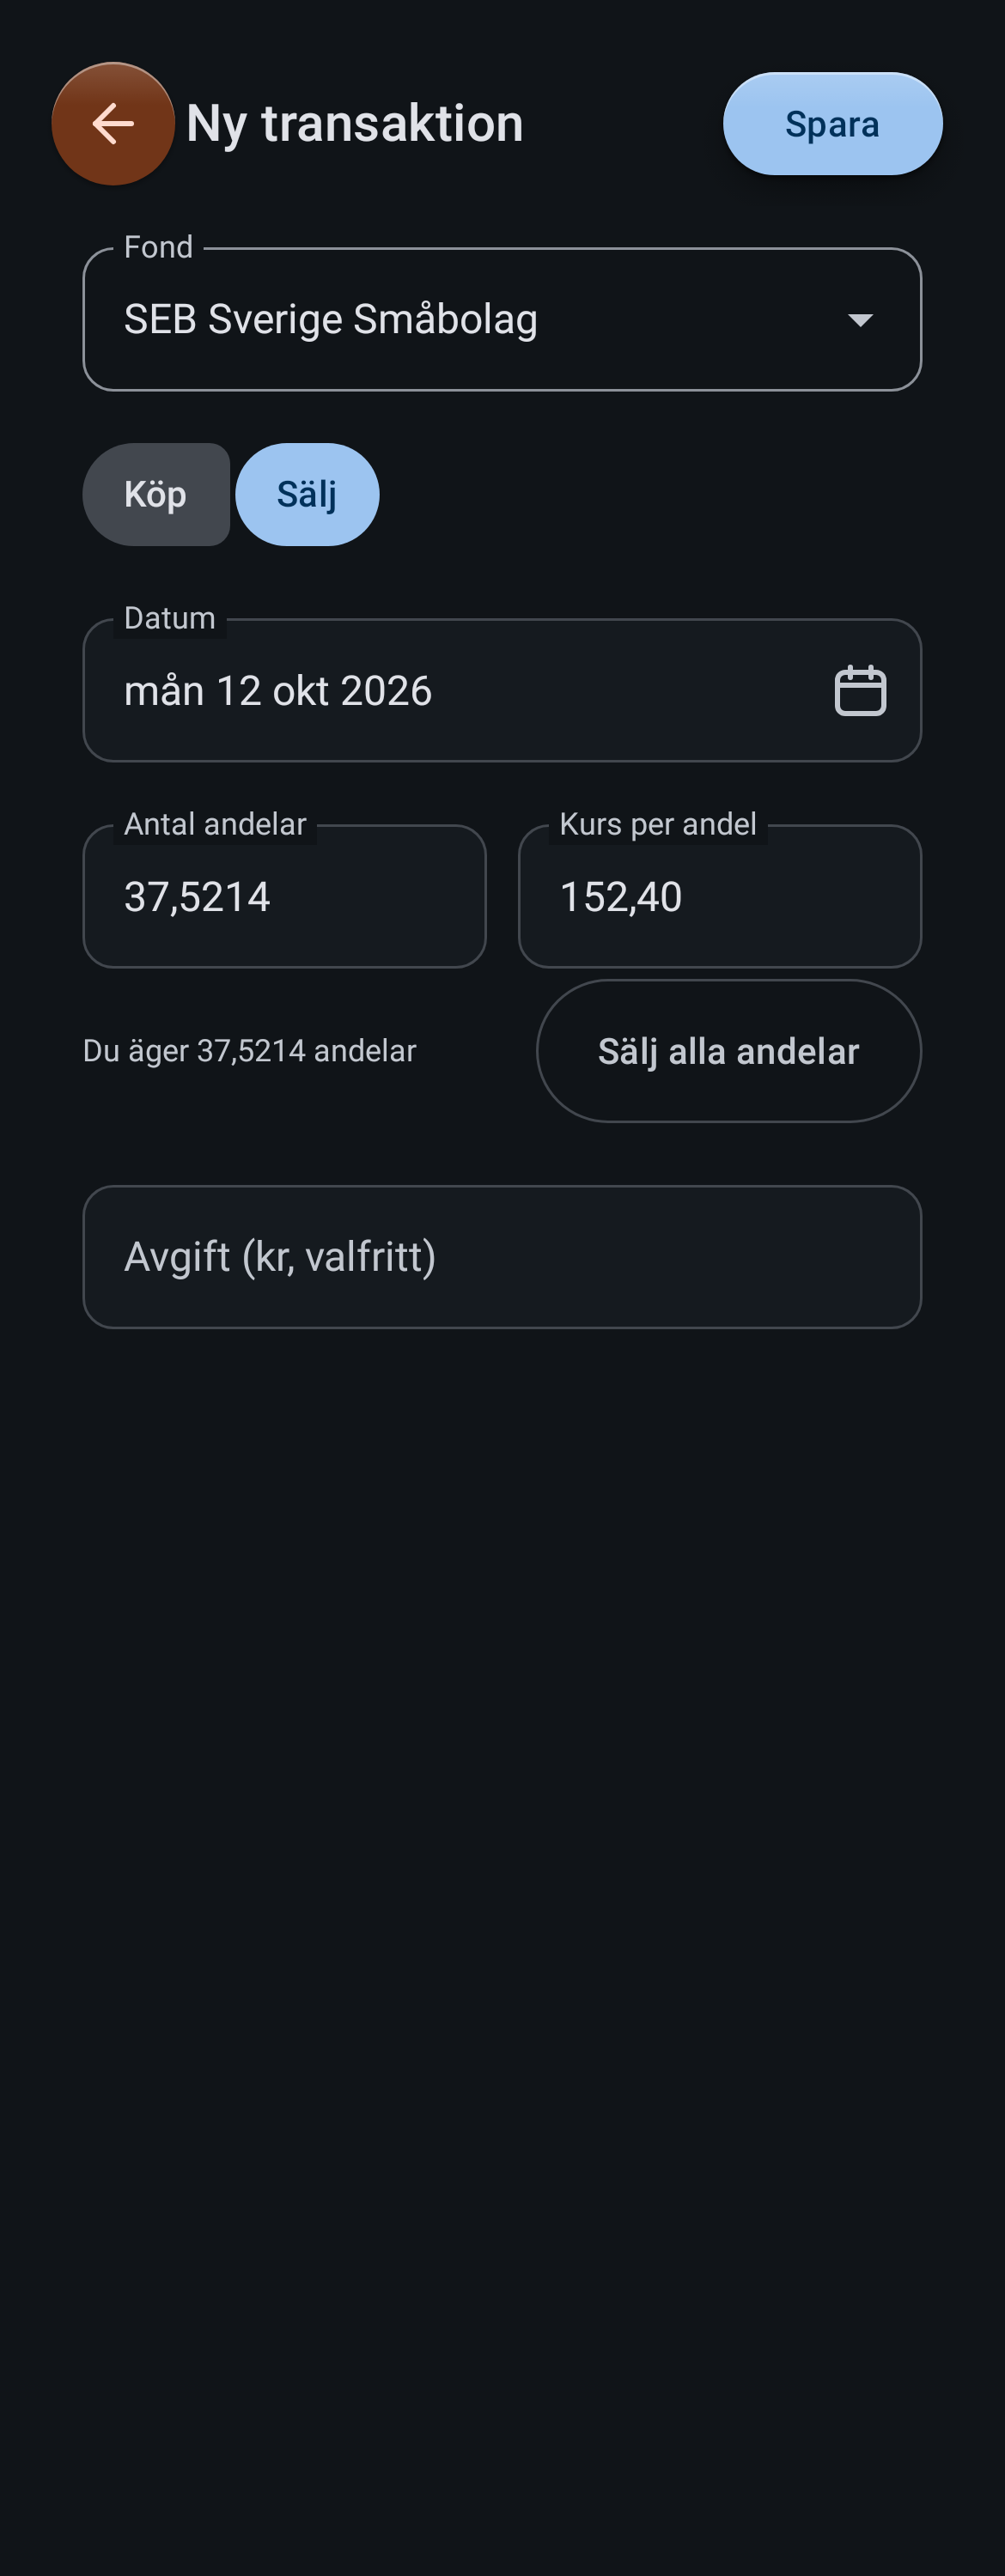 Ny transaktion
Spara
Fond
SEB Sverige Småbolag
Köp
Sälj
Datum
mån 12 okt 2026
Antal andelar
37,5214
Kurs per andel
152,40
Du äger 37,5214 andelar
Sälj alla andelar
Avgift (kr, valfritt)